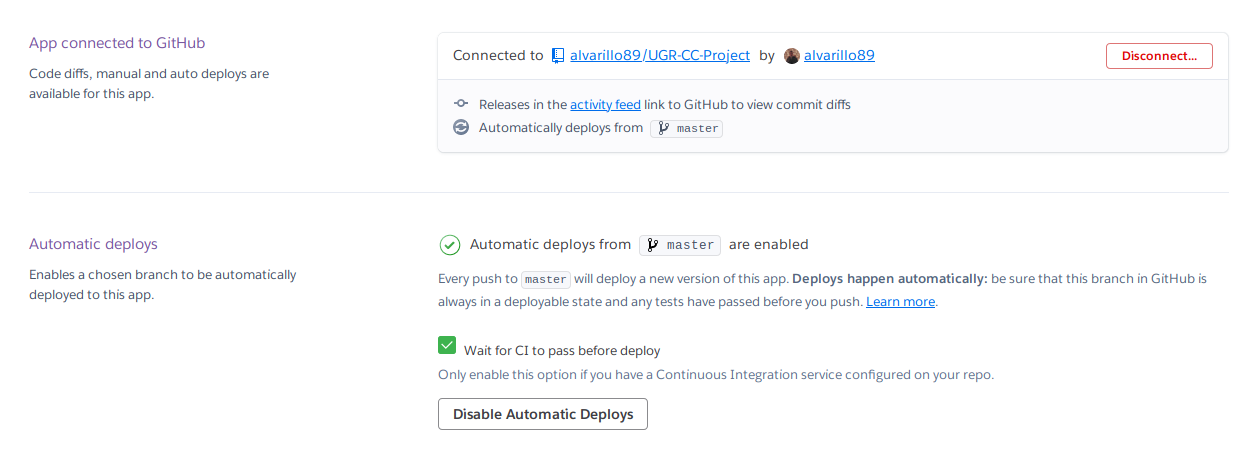 App connected to GitHub
Code diffs, manual and auto deploys are
available for this app.
Connected to alvarillo89/UGR-CC-Project by alvarillo89
Disconnect...
Releases in the activity feed link to GitHub to view commit diffs
Automatically deploys from master
Automatic deploys
Enables a chosen branch to be automatically
deployed to this app.
Automatic deploys from master are enabled
Every push to master will deploy a new version of this app. Deploys happen automatically: be sure that this branch in GitHub is
always in a deployable state and any tests have passed before you push. Learn more.
Wait for CI to pass before deploy
Only enable this option if you have a Continuous Integration service configured on your repo.
Disable Automatic Deploys